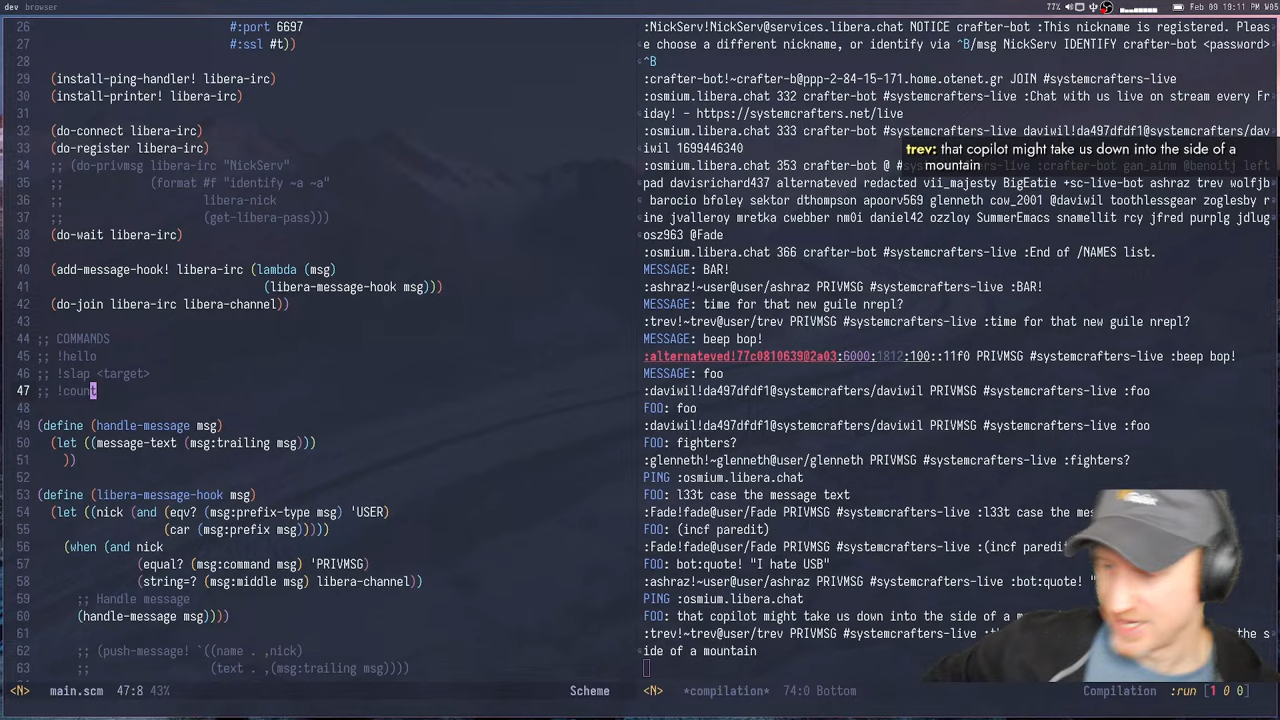 dev browser
77% Feb 09 19:11 PM W05
26 #:port 6697
27 #:ssl #t))
28
29 (install-ping-handler! libera-irc)
30 (install-printer! libera-irc)
31
32 (do-connect libera-irc)
33 (do-register libera-irc)
34 ;; (do-privmsg libera-irc "NickServ"
35 ;; (format #f "identify ~a ~a"
36 ;; libera-nick
37 ;; (get-libera-pass)))
38 (do-wait libera-irc)
39
40 (add-message-hook! libera-irc (lambda (msg)
41 (libera-message-hook msg)))
42 (do-join libera-irc libera-channel))
43
44 ;; COMMANDS
45 ;; !hello
46 ;; !slap <target>
47 ;; !count
48
49 (define (handle-message msg)
50 (let ((message-text (msg:trailing msg)))
51 ))
52
53 (define (libera-message-hook msg)
54 (let ((nick (and (eqv? (msg:prefix-type msg) 'USER)
55 (car (msg:prefix msg)))))
56 (when (and nick
57 (equal? (msg:command msg) 'PRIVMSG)
58 (string=? (msg:middle msg) libera-channel))
59 ;; Handle message
60 (handle-message msg))))
61
62 ;; (push-message! `((name . ,nick)
63 ;; (text . ,(msg:trailing msg))))
<N> main.scm 47:8 43% Scheme
:NickServ!NickServ@services.libera.chat NOTICE crafter-bot :This nickname is registered. Pleas
e choose a different nickname, or identify via ^B/msg NickServ IDENTIFY crafter-bot <password>
^B
:crafter-bot!~crafter-b@ppp-2-84-15-171.home.otenet.gr JOIN #systemcrafters-live
:osmium.libera.chat 332 crafter-bot #systemcrafters-live :Chat with us live on stream every Fr
iday! - https://systemcrafters.net/live
:osmium.libera.chat 333 crafter-bot #systemcrafters-live daviwil!da497dfdf1@systemcrafters/dav
iwil 1699446340
trev: that copilot might take us down into the side of a
mountain
:osmium.libera.chat 353 crafter-bot @ #s gan_ainm @benoitj left
pad davisrichard437 alternateved redacted vii_majesty BigEatie +sc-live-bot ashraz trev wolfjb
barocio bfoley sektor dthompson apoorv569 glenneth cow_2001 @daviwil toothlessgear zoglesby r
ine jvalleroy mretka cwebber nm0i daniel42 ozzloy SummerEmacs snamellit rcy jfred purplg jdlug
osz963 @Fade
:osmium.libera.chat 366 crafter-bot #systemcrafters-live :End of /NAMES list.
MESSAGE: BAR!
:ashraz!~ashraz@user/ashraz PRIVMSG #systemcrafters-live :BAR!
MESSAGE: time for that new guile nrepl?
:trev!~trev@user/trev PRIVMSG #systemcrafters-live :time for that new guile nrepl?
MESSAGE: beep bop!
:alternateved!77c0810639@2a03:6000:1812:100::11f0 PRIVMSG #systemcrafters-live :beep bop!
MESSAGE: foo
:daviwil!da497dfdf1@systemcrafters/daviwil PRIVMSG #systemcrafters-live :foo
FOO: foo
:daviwil!da497dfdf1@systemcrafters/daviwil PRIVMSG #systemcrafters-live :foo
FOO: fighters?
:glenneth!~glenneth@user/glenneth PRIVMSG #systemcrafters-live :fighters?
PING :osmium.libera.chat
FOO: l33t case the message text
:Fade!fade@user/Fade PRIVMSG #systemcrafters-live :l33t case
FOO: (incf paredit)
:Fade!fade@user/Fade PRIVMSG #systemcrafters-live :(incf paredit
FOO: bot:quote! "I hate USB"
:ashraz!~ashraz@user/ashraz PRIVMSG #systemcrafters-live :bot:quote! "
PING :osmium.libera.chat
FOO: that copilot might take us down into the side of a
:trev!~trev@user/trev PRIVMSG #systemcrafters-live the s
ide of a mountain
<N> *compilation* 74:0 Bottom Compilation :run [1 0 0]